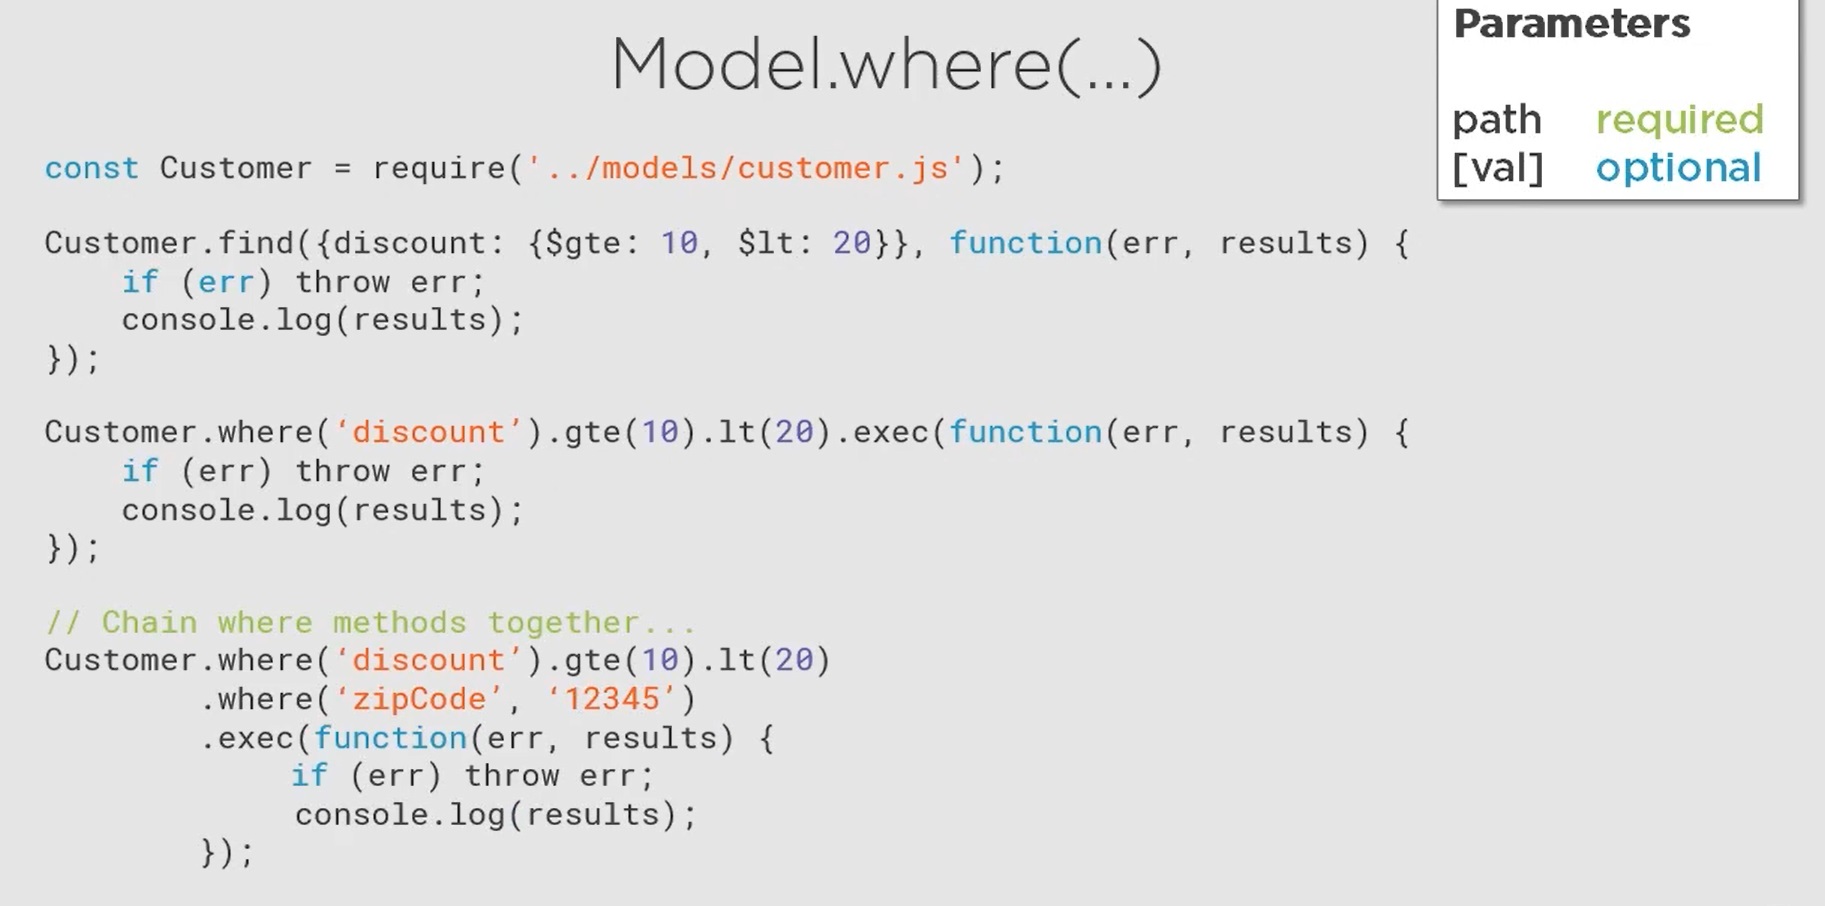 Model.where(...)
Parameters
path required
[val] optional
const Customer = require('../models/customer.js');
Customer.find({discount: {$gte: 10, $lt: 20}}, function(err, results) {
    if (err) throw err;
    console.log(results);
});
Customer.where(‘discount’).gte(10).lt(20).exec(function(err, results) {
    if (err) throw err;
    console.log(results);
});
// Chain where methods together...
Customer.where(‘discount’).gte(10).lt(20)
        .where(‘zipCode’, ‘12345’)
        .exec(function(err, results) {
             if (err) throw err;
             console.log(results);
        });